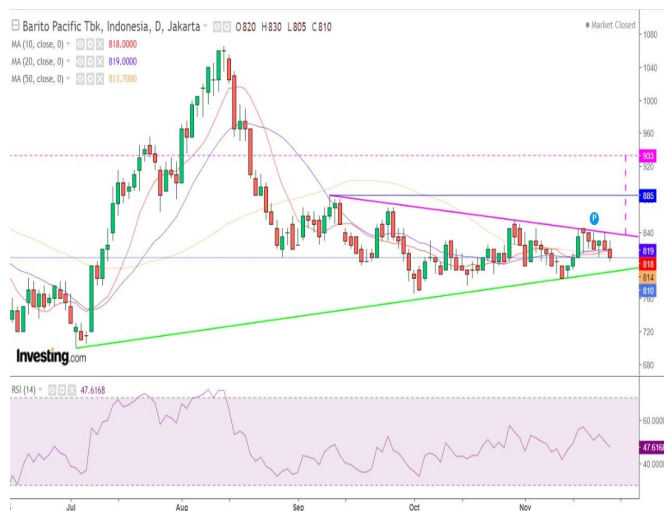 Barito Pacific Tbk, Indonesia, D, Jakarta O820 H830 L805 C810
Market Closed
MA (10, close, 0) 818.0000
MA (20, close, 0) 819.0000
MA (50, close, 0) 813.7000
1080
1040
1000
960
933
920
885
840
P
819
818
814
810
760
720
680
Investing.com
RSI (14) 47.6168
60.0000
47.6168
40.0000
Jul Aug Sep Oct Nov